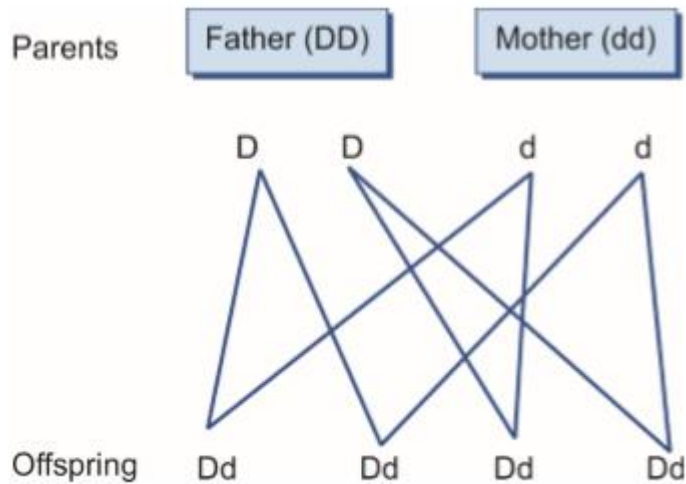 Parents Father (DD) Mother (dd)
D D d d
Offspring Dd Dd Dd Dd